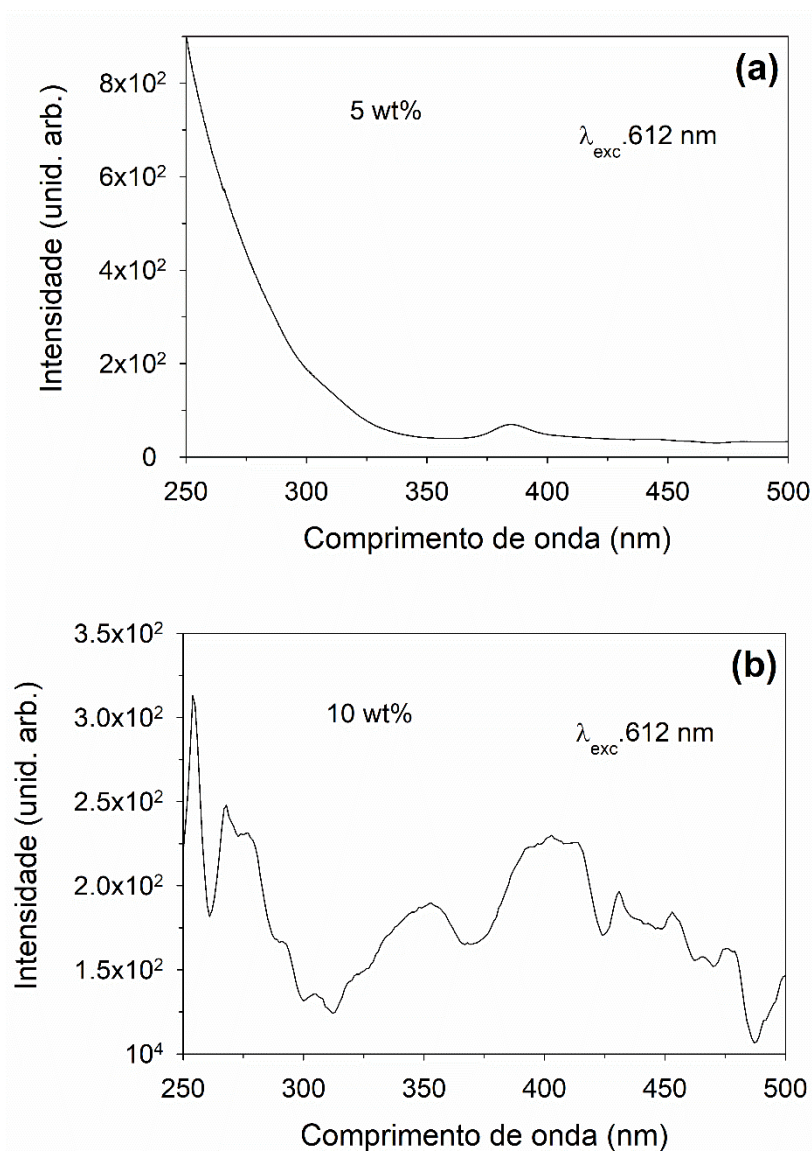 (a)
8x10²
5 wt%
λexc.612 nm
6x10²
4x10²
2x10²
0
250 300 350 400 450 500
Intensidade (unid. arb.)
Comprimento de onda (nm)
3.5x10²
(b)
3.0x10²
10 wt%
λexc.612 nm
2.5x10²
2.0x10²
1.5x10²
10⁴
250 300 350 400 450 500
Intensidade (unid. arb.)
Comprimento de onda (nm)